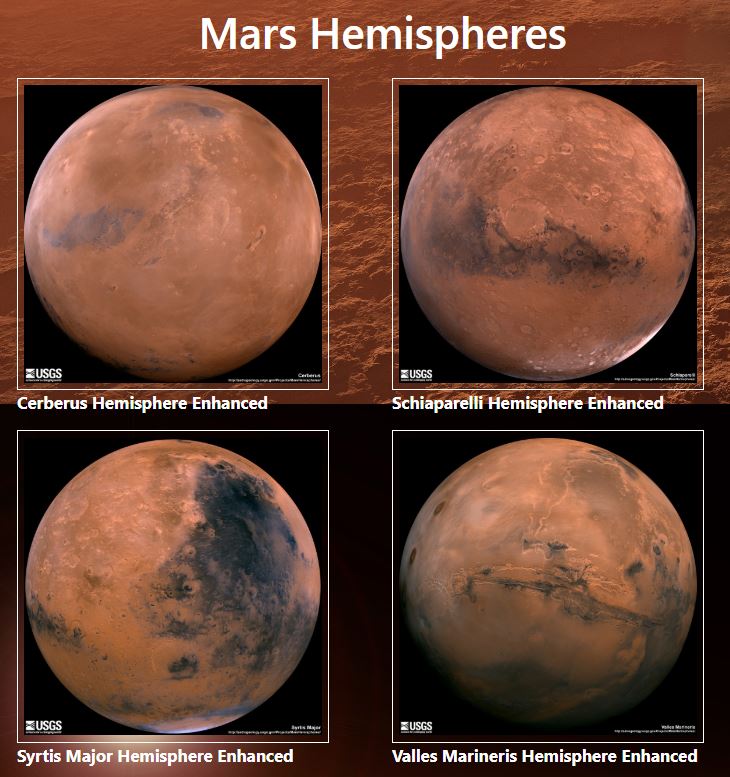 Mars Hemispheres
USGS
Cerberus
USGS
Schiaparelli
Cerberus Hemisphere Enhanced
Schiaparelli Hemisphere Enhanced
USGS
Syrtis Major
USGS
Valles Marineris
Syrtis Major Hemisphere Enhanced
Valles Marineris Hemisphere Enhanced